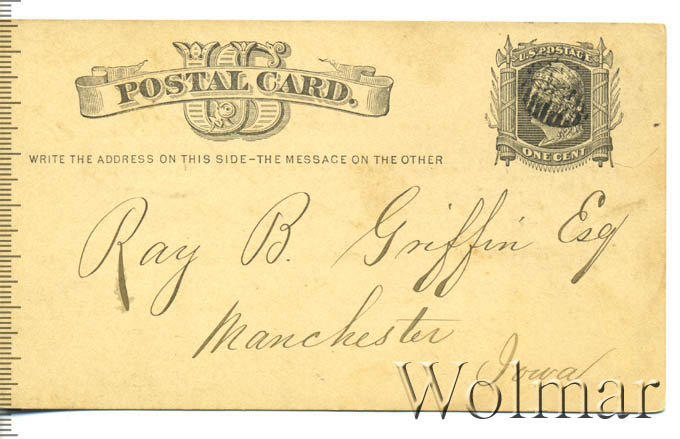 US
POSTAL CARD.
U.S. POSTAGE
ONE CENT
WRITE THE ADDRESS ON THIS SIDE-THE MESSAGE ON THE OTHER
Ray B. Griffin Esq
Manchester
Iowa
Wolmar